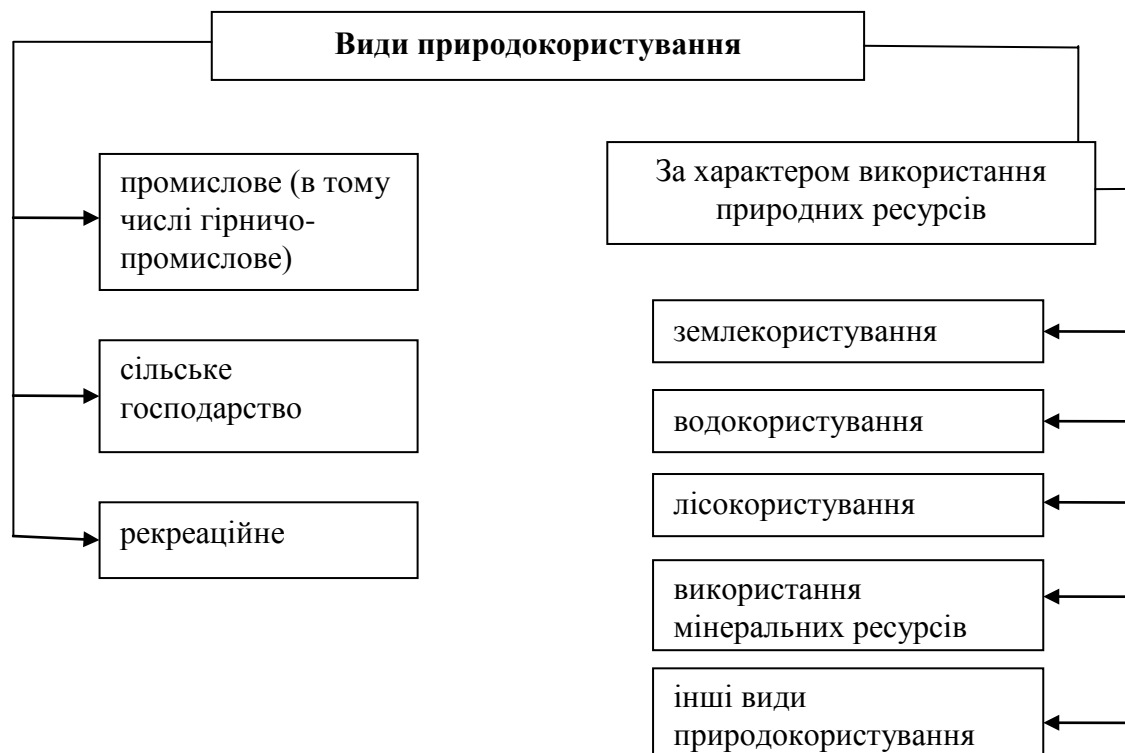 Види природокористування
промислове (в тому
числі гірничо-
промислове)
сільське
господарство
рекреаційне
За характером використання
природних ресурсів
землекористування
водокористування
лісокористування
використання
мінеральних ресурсів
інші види
природокористування